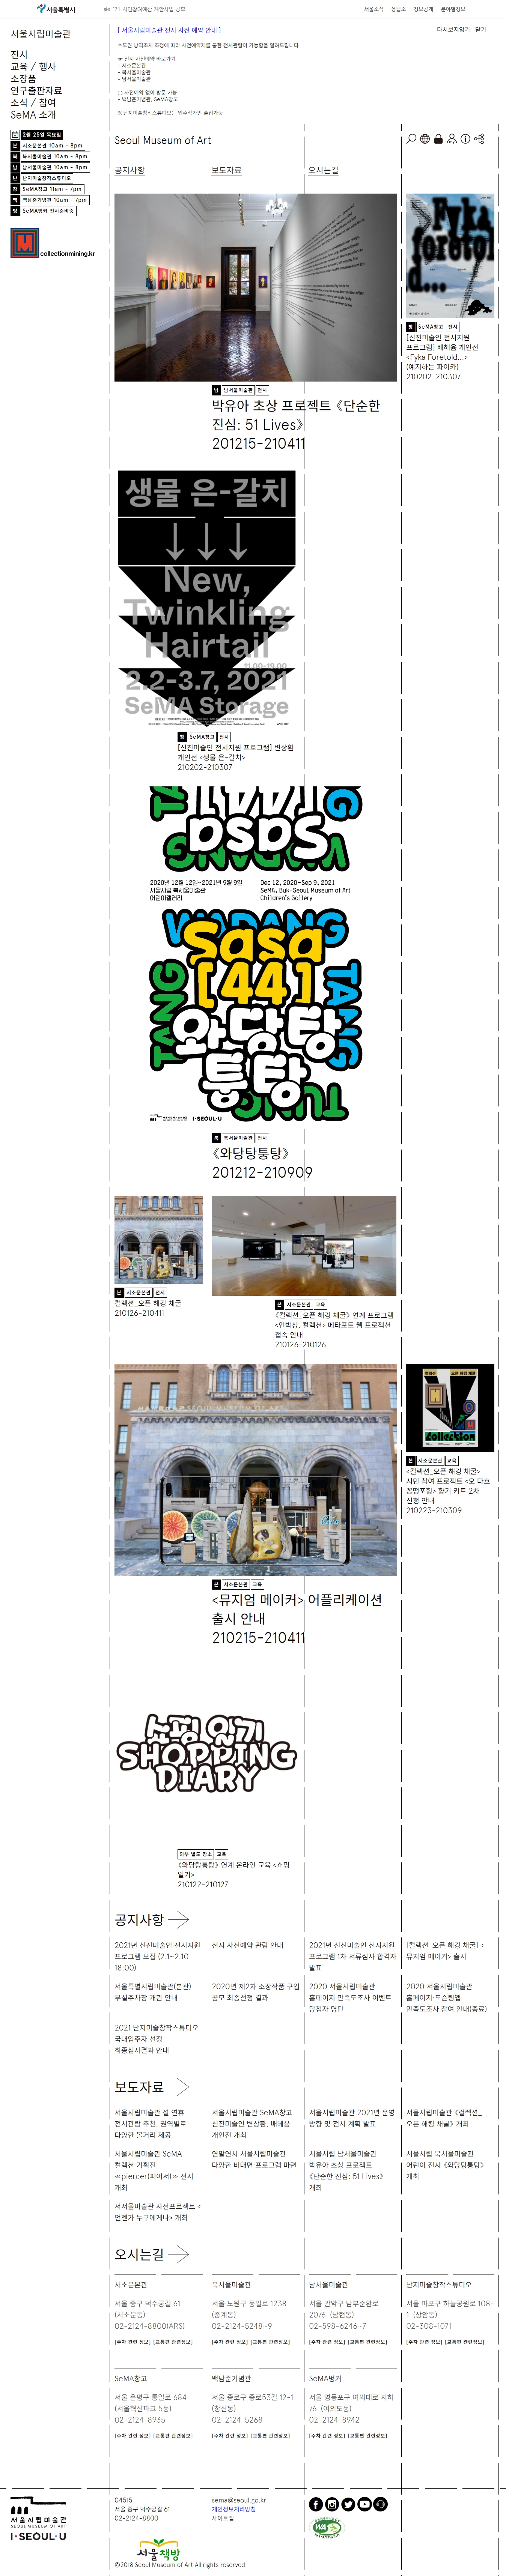 서울특별시
'21 시민참여예산 제안사업 공모
서울소식 응답소 정보공개 분야별정보
서울시립미술관
전시
교육 / 행사
소장품
연구출판자료
소식 / 참여
SeMA 소개
2월 25일 목요일
본 서소문본관 10am - 8pm
북 북서울미술관 10am - 8pm
남 남서울미술관 10am - 8pm
난 난지미술창작스튜디오
창 SeMA창고 11am - 7pm
백 백남준기념관 10am - 7pm
벙 SeMA벙커 전시준비중
M collectionmining.kr
[ 서울시립미술관 전시 사전 예약 안내 ]
다시보지않기 닫기
※도권 방역조치 조정에 따라 사전예약제를 통한 전시관람이 가능함을 알려드립니다.
☞ 전시 사전예약 바로가기
- 서소문본관
- 북서울미술관
- 남서울미술관
○ 사전예약 없이 방문 가능
- 백남준기념관, SeMA창고
※ 난지미술창작스튜디오는 입주작가만 출입가능
Seoul Museum of Art
공지사항
보도자료
오시는길
남 남서울미술관 전시
박유아 초상 프로젝트 《단순한
진심: 51 Lives》
201215-210411
창 SeMA창고 전시
[신진미술인 전시지원
프로그램] 배헤윰 개인전
<Fyka Foretold...>
(예지하는 파이카)
210202-210307
생물 은-갈치
↓↓↓
New,
Twinkling
Hairtail
11:00-19:00
2.2-3.7, 2021
SeMA Storage
창 SeMA창고 전시
[신진미술인 전시지원 프로그램] 변상환
개인전 <생물 은-갈치>
210202-210307
2020년 12월 12일~2021년 9월 9일
서울시립 북서울미술관
어린이갤러리
Dec 12, 2020~Sep 9, 2021
SeMA, Buk-Seoul Museum of Art
Children's Gallery
WADANG
TANG
Sasa
[44]
와당탕
퉁탕
I·SEOUL·U
북 북서울미술관 전시
《와당탕퉁탕》
201212-210909
본 서소문본관 전시
컬렉션_오픈 해킹 채굴
210126-210411
본 서소문본관 교육
《컬렉션_오픈 해킹 채굴》 연계 프로그램
<언박싱, 컬렉션> 메타포트 웹 프로젝션
접속 안내
210126-210126
Collection
본 서소문본관 교육
<컬렉션_오픈 해킹 채굴>
시민 참여 프로젝트 <오 다흐
꽁떵포헝> 향기 키트 2차
신청 안내
210223-210309
본 서소문본관 교육
<뮤지엄 메이커> 어플리케이션
출시 안내
210215-210411
쇼핑 일기
SHOPPING
DIARY
외부 별도 장소 교육
《와당탕퉁탕》 연계 온라인 교육 <쇼핑
일기>
210122-210127
공지사항
2021년 신진미술인 전시지원
프로그램 모집 (2.1-2.10
18:00)
전시 사전예약 관람 안내
2021년 신진미술인 전시지원
프로그램 1차 서류심사 합격자
발표
[컬렉션_오픈 해킹 채굴] <
뮤지엄 메이커> 출시
서울특별시립미술관(본관)
부설주차장 개관 안내
2020년 제2차 소장작품 구입
공모 최종선정 결과
2020 서울시립미술관
홈페이지 만족도조사 이벤트
당첨자 명단
2020 서울시립미술관
홈페이지·도슨팅앱
만족도조사 참여 안내(종료)
2021 난지미술창작스튜디오
국내입주자 선정
최종심사결과 안내
보도자료
서울시립미술관 설 연휴
전시관람 추천, 권역별로
다양한 볼거리 제공
서울시립미술관 SeMA창고
신진미술인 변상환, 배헤윰
개인전 개최
서울시립미술관 2021년 운영
방향 및 전시 계획 발표
서울시립미술관 《컬렉션_
오픈 해킹 채굴》 개최
서울시립미술관 SeMA
컬렉션 기획전
≪piercer(피어서)≫ 전시
개최
연말연시 서울시립미술관
다양한 비대면 프로그램 마련
서울시립 남서울미술관
박유아 초상 프로젝트
《단순한 진심: 51 Lives》
개최
서울시립 북서울미술관
어린이 전시 《와당탕퉁탕》
개최
서서울미술관 사전프로젝트 <
언젠가 누구에게나> 개최
오시는길
서소문본관
서울 중구 덕수궁길 61
(서소문동)
02-2124-8800(ARS)
[주차 관련 정보] [교통편 관련정보]
북서울미술관
서울 노원구 동일로 1238
(중계동)
02-2124-5248~9
[주차 관련 정보] [교통편 관련정보]
남서울미술관
서울 관악구 남부순환로
2076 (남현동)
02-598-6246~7
[주차 관련 정보] [교통편 관련정보]
난지미술창작스튜디오
서울 마포구 하늘공원로 108-
1 (상암동)
02-308-1071
[주차 관련 정보] [교통편 관련정보]
SeMA창고
서울 은평구 통일로 684
(서울혁신파크 5동)
02-2124-8935
[주차 관련 정보] [교통편 관련정보]
백남준기념관
서울 종로구 종로53길 12-1
(창신동)
02-2124-5268
[주차 관련 정보] [교통편 관련정보]
SeMA벙커
서울 영등포구 여의대로 지하
76 (여의도동)
02-2124-8942
[주차 관련 정보] [교통편 관련정보]
서울시립미술관
SEOUL MUSEUM OF ART
I·SEOUL·U
04515
서울 중구 덕수궁길 61
02-2124-8800
sema@seoul.go.kr
개인정보처리방침
사이트맵
WA
서울책방
©2018 Seoul Museum of Art All rights reserved